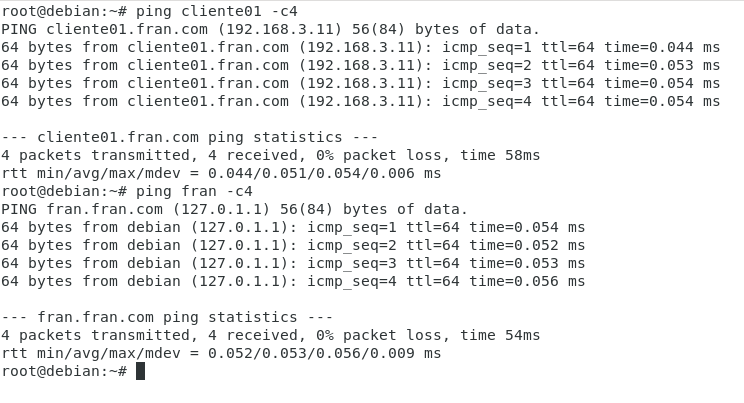 root@debian:~# ping cliente01 -c4
PING cliente01.fran.com (192.168.3.11) 56(84) bytes of data.
64 bytes from cliente01.fran.com (192.168.3.11): icmp_seq=1 ttl=64 time=0.044 ms
64 bytes from cliente01.fran.com (192.168.3.11): icmp_seq=2 ttl=64 time=0.053 ms
64 bytes from cliente01.fran.com (192.168.3.11): icmp_seq=3 ttl=64 time=0.054 ms
64 bytes from cliente01.fran.com (192.168.3.11): icmp_seq=4 ttl=64 time=0.054 ms

--- cliente01.fran.com ping statistics ---
4 packets transmitted, 4 received, 0% packet loss, time 58ms
rtt min/avg/max/mdev = 0.044/0.051/0.054/0.006 ms
root@debian:~# ping fran -c4
PING fran.fran.com (127.0.1.1) 56(84) bytes of data.
64 bytes from debian (127.0.1.1): icmp_seq=1 ttl=64 time=0.054 ms
64 bytes from debian (127.0.1.1): icmp_seq=2 ttl=64 time=0.052 ms
64 bytes from debian (127.0.1.1): icmp_seq=3 ttl=64 time=0.053 ms
64 bytes from debian (127.0.1.1): icmp_seq=4 ttl=64 time=0.056 ms

--- fran.fran.com ping statistics ---
4 packets transmitted, 4 received, 0% packet loss, time 54ms
rtt min/avg/max/mdev = 0.052/0.053/0.056/0.009 ms
root@debian:~#